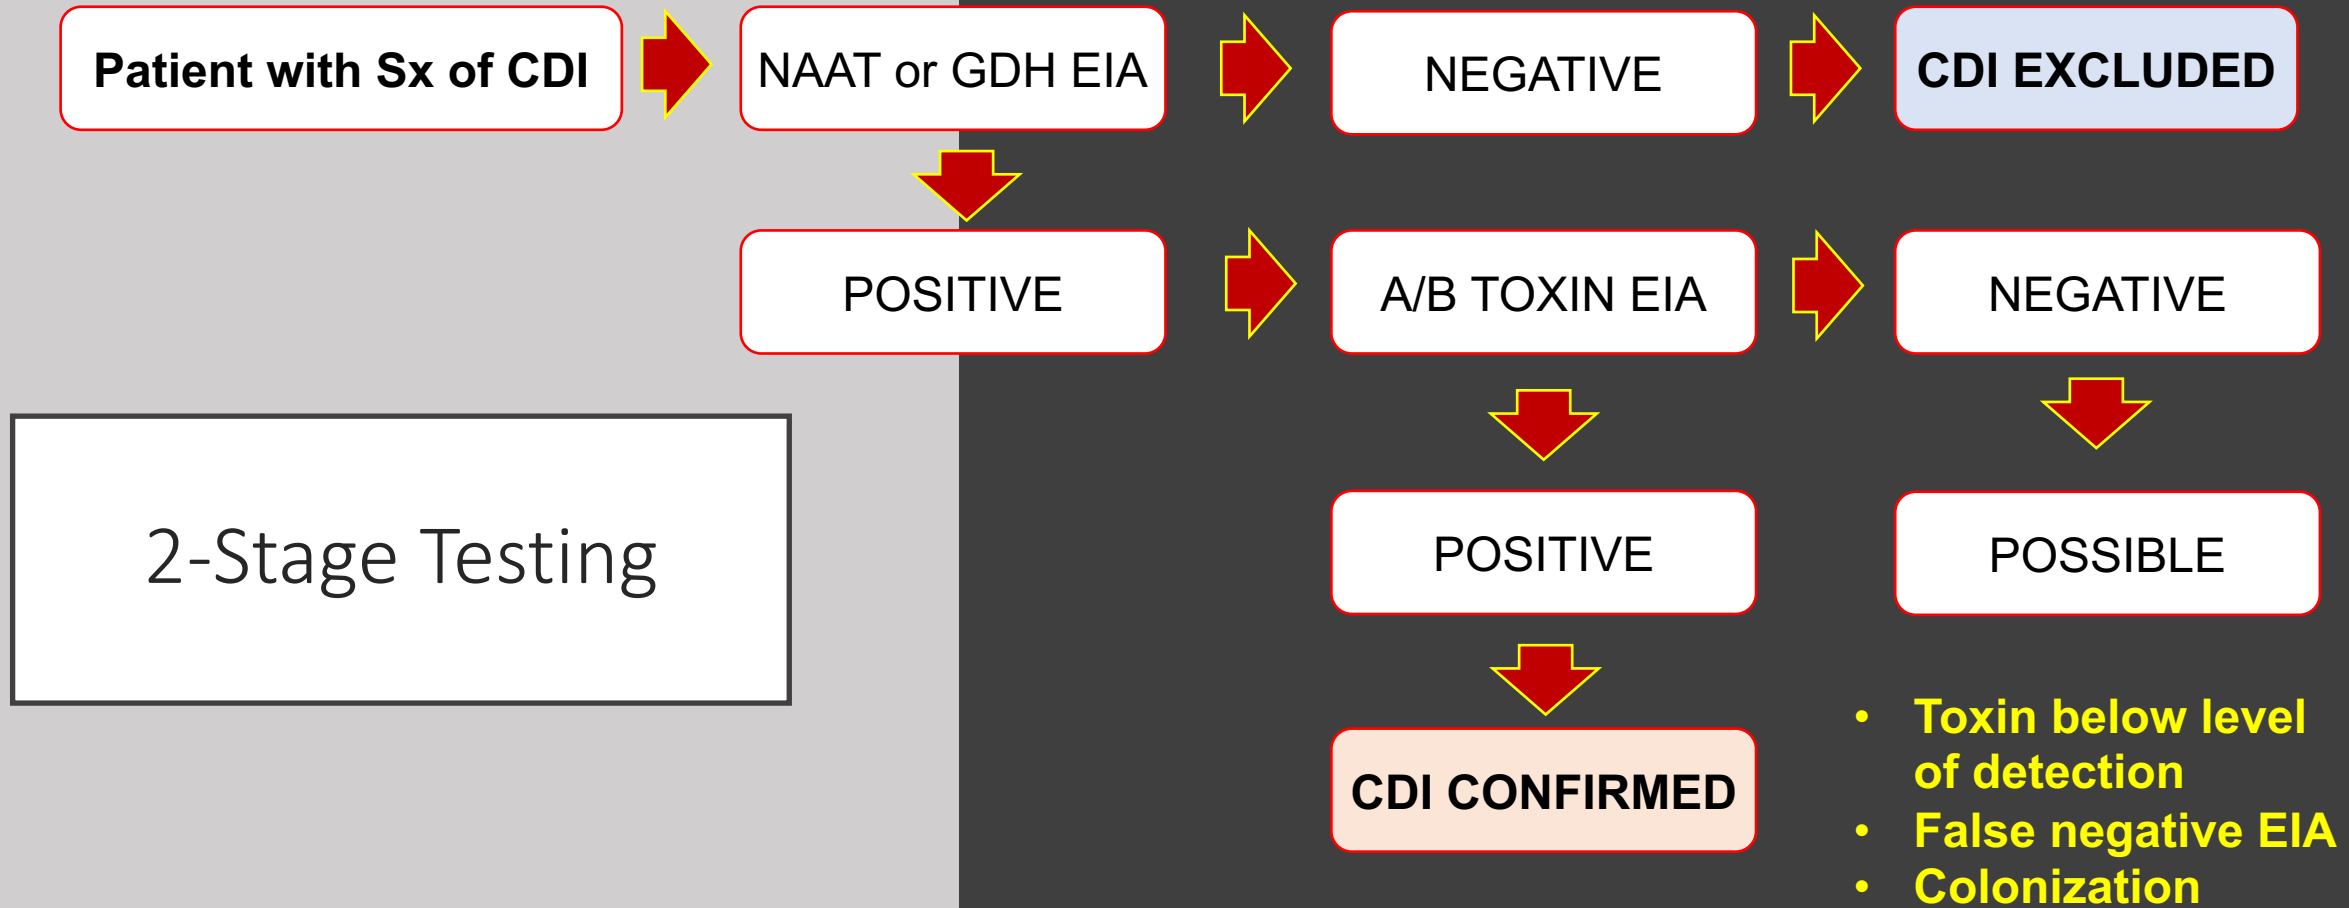 Patient with Sx of CDI
NAAT or GDH EIA
NEGATIVE
CDI EXCLUDED
POSITIVE
A/B TOXIN EIA
NEGATIVE
2-Stage Testing
POSITIVE
POSSIBLE
CDI CONFIRMED
• Toxin below level
of detection
• False negative EIA
• Colonization